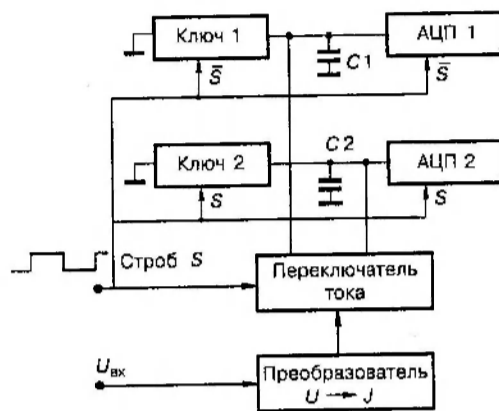 Ключ 1
C1
АЦП 1
S̄
S̄
Ключ 2
C2
АЦП 2
S
S
Строб S
Переключатель
тока
Uвх
Преобразователь
U → J